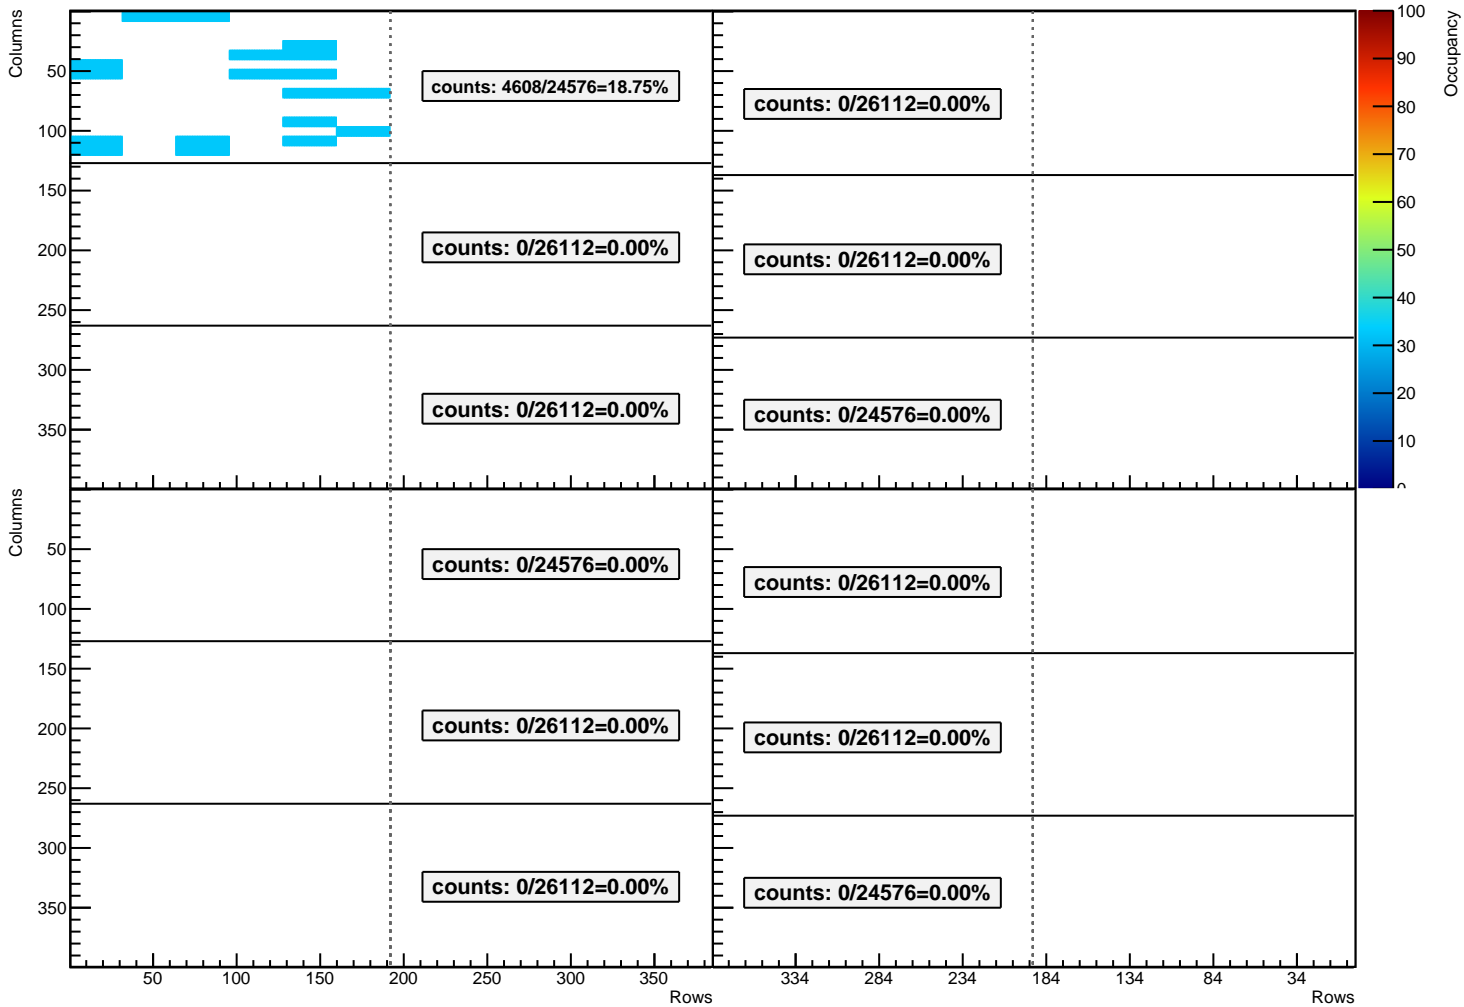 Columns
50
100
150
200
250
300
350
counts: 4608/24576=18.75%
counts: 0/26112=0.00%
counts: 0/26112=0.00%
counts: 0/26112=0.00%
counts: 0/26112=0.00%
counts: 0/24576=0.00%
100
90
80
70
60
50
40
30
20
10
0
Occupancy
Columns
50
100
150
200
250
300
350
counts: 0/24576=0.00%
counts: 0/26112=0.00%
counts: 0/26112=0.00%
counts: 0/26112=0.00%
counts: 0/26112=0.00%
counts: 0/24576=0.00%
50 100 150 200 250 300 350
Rows
334 284 234 184 134 84 34
Rows